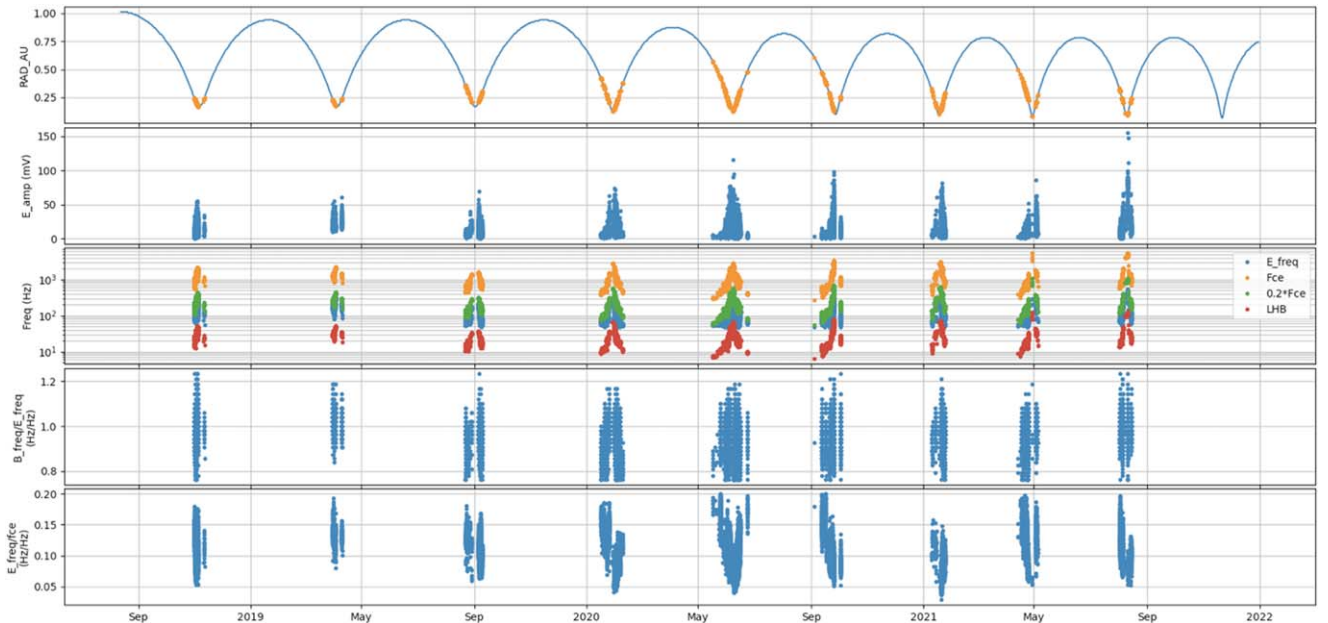 RAD_AU
1.00
0.75
0.50
0.25
E_amp (mV)
150
100
50
0
Freq (Hz)
10³
10²
10¹
E_freq
Fce
0.2*Fce
LHB
B_freq/E_freq
(Hz/Hz)
1.2
1.0
0.8
E_freq/fce
(Hz/Hz)
0.20
0.15
0.10
0.05
Sep 2019 May Sep 2020 May Sep 2021 May Sep 2022